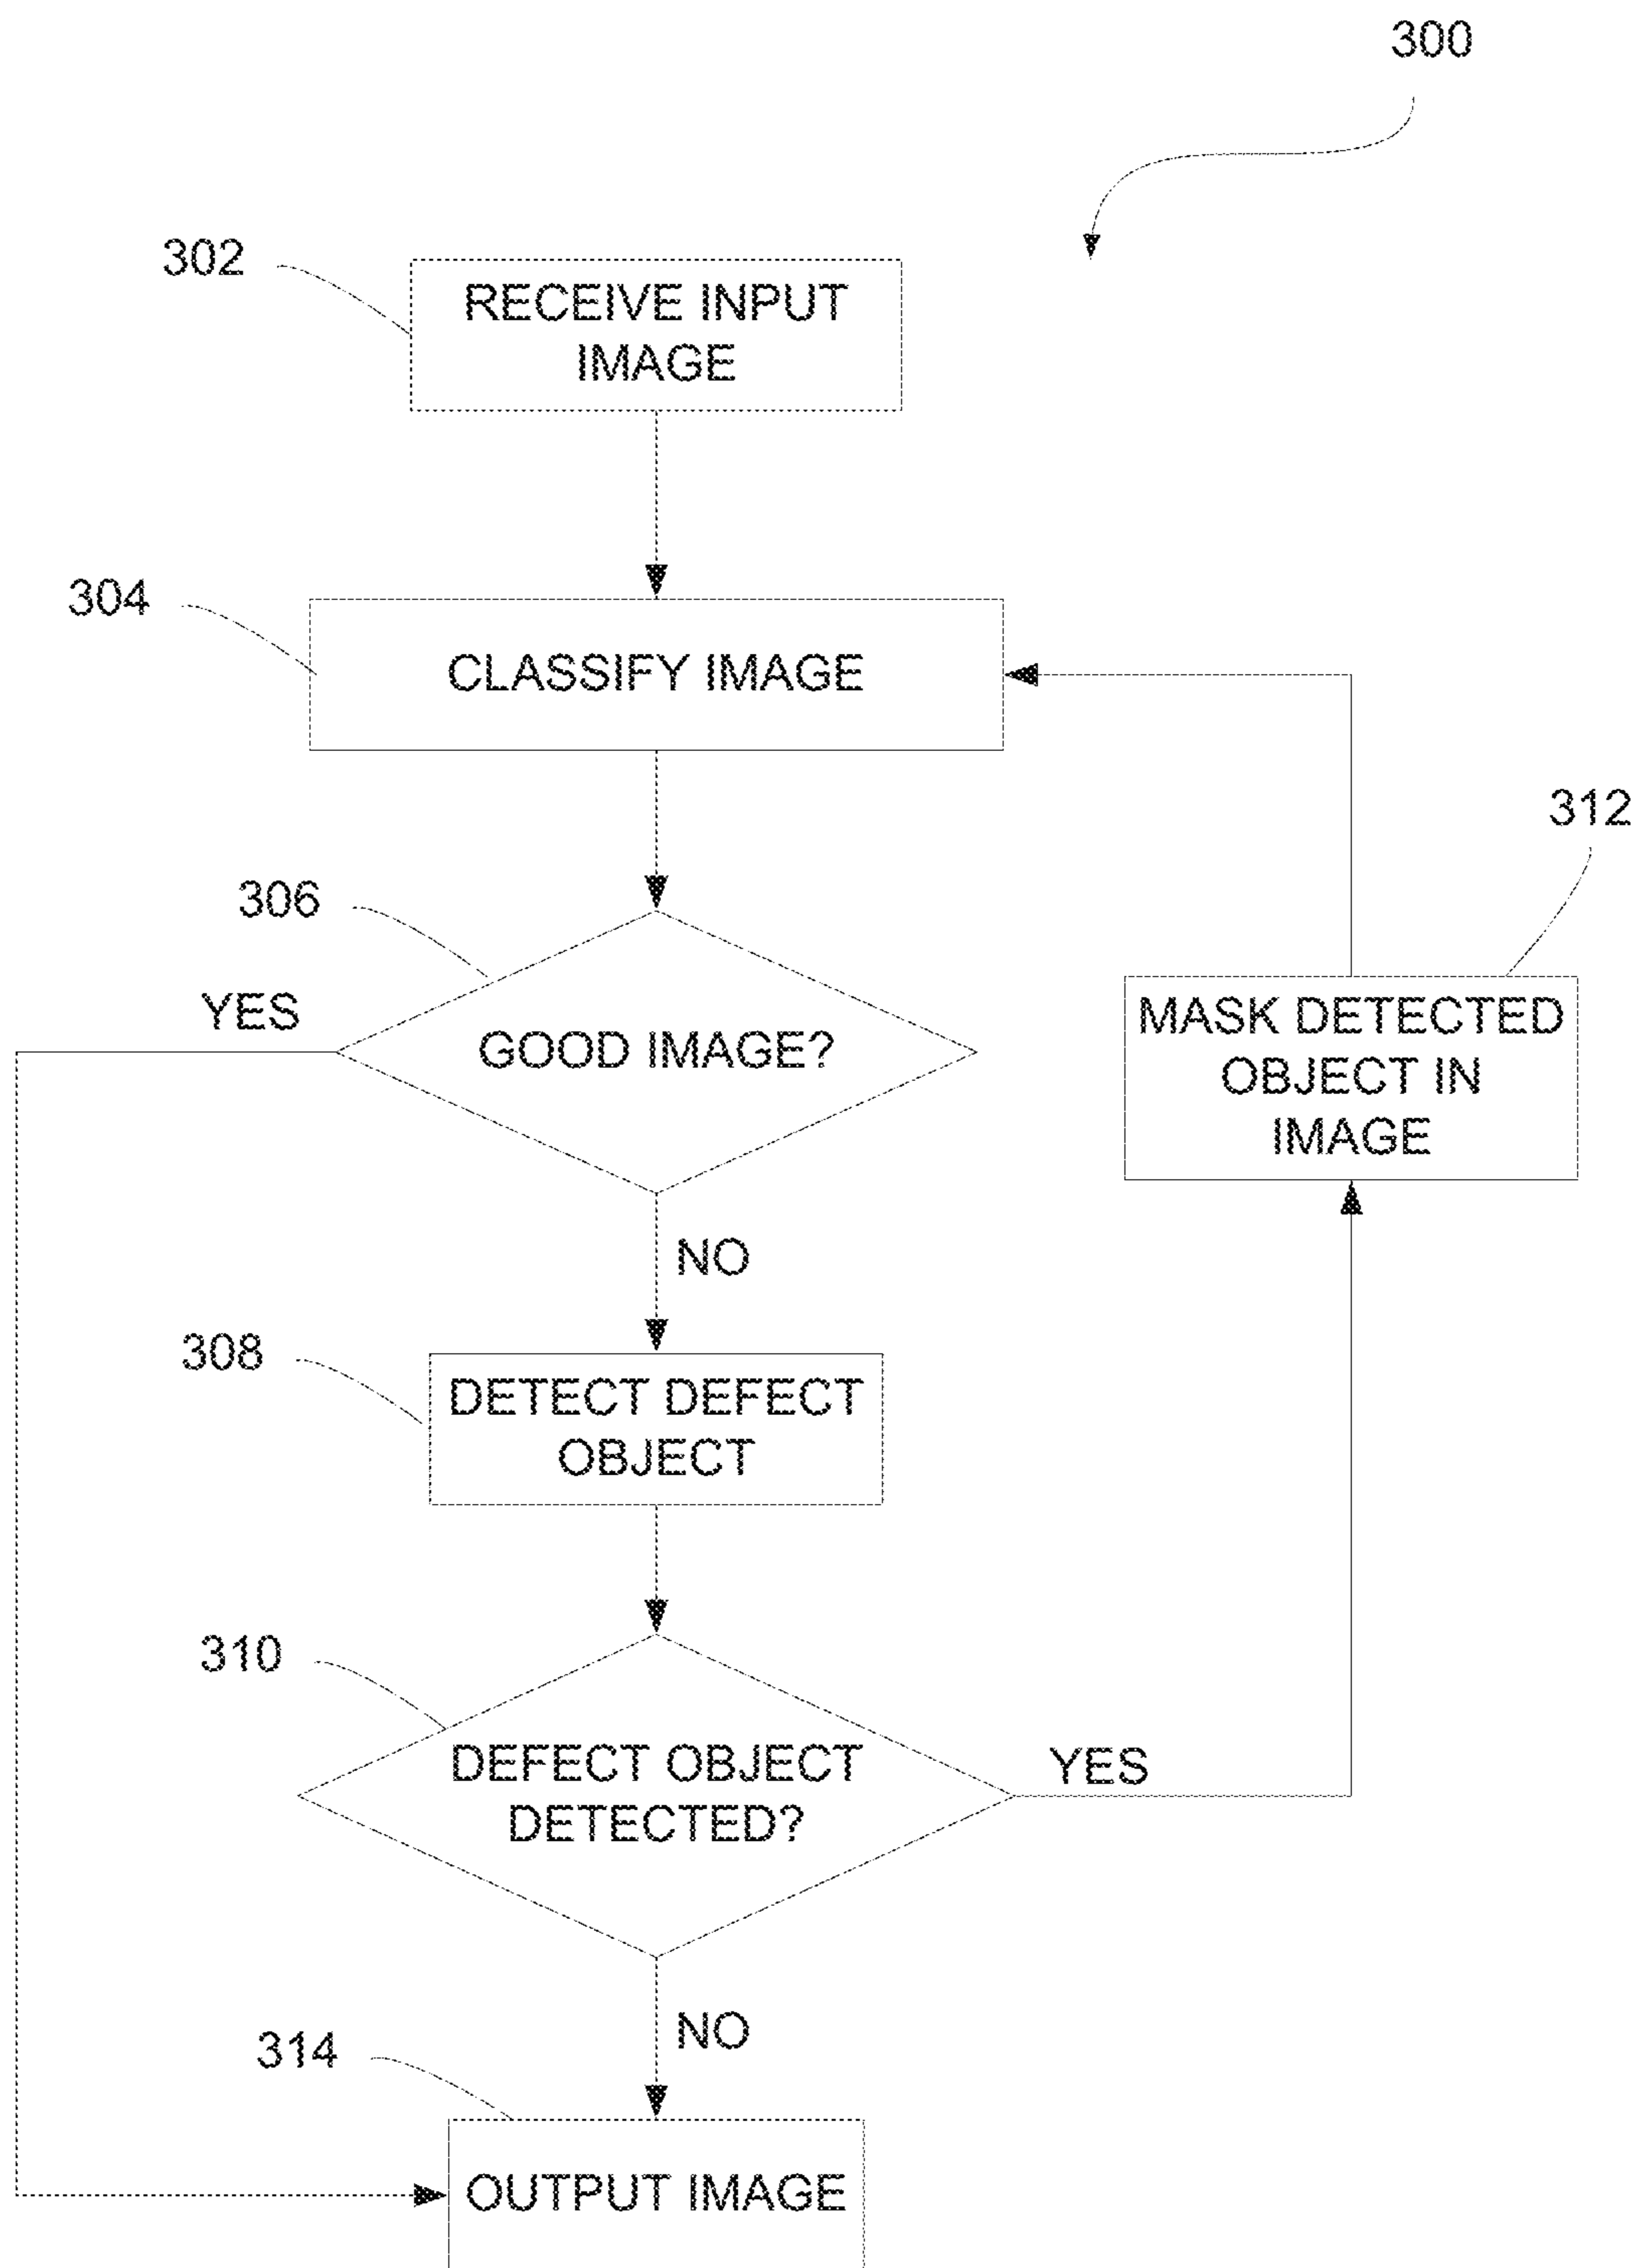 300
302
RECEIVE INPUT
IMAGE
304
CLASSIFY IMAGE
312
306
YES
GOOD IMAGE?
MASK DETECTED
OBJECT IN
IMAGE
NO
308
DETECT DEFECT
OBJECT
310
DEFECT OBJECT
DETECTED?
YES
NO
314
OUTPUT IMAGE